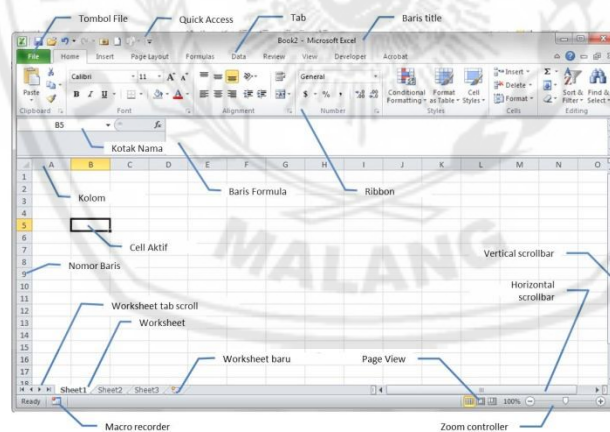 Tombol File Quick Access Tab Baris title
Book2 - Microsoft Excel
File Home Insert Page Layout Formulas Data Review View Developer Acrobat
Calibri 11 A A General Insert Σ
Paste B I U A $ % , Conditional Formatting Format as Table Cell Styles Delete Format Sort & Filter Find & Select
Clipboard Font Alignment Number Styles Cells Editing
B5 fx
Kotak Nama
A B C D E F G H I J K L M N O
1
2
Baris Formula Ribbon
3
Kolom
4
5
6
7
Cell Aktif
Vertical scrollbar
8
Nomor Baris
9
MALANG
10
Horizontal scrollbar
11
Worksheet tab scroll
12
13
Worksheet
14
15
16
Worksheet baru Page View
17
18
Sheet1 Sheet2 Sheet3
Ready 100%
Macro recorder Zoom controller